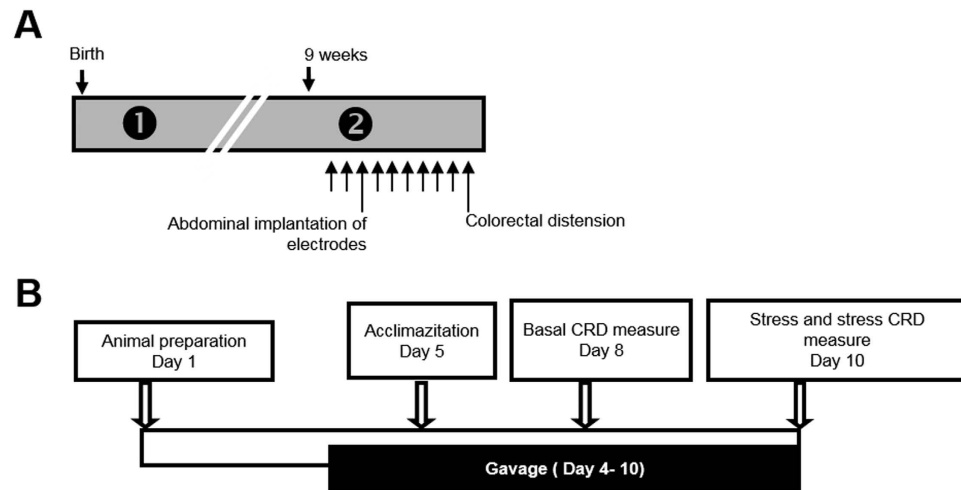 A
Birth
9 weeks
1
2
Abdominal implantation of
electrodes
Colorectal distension
B
Animal preparation
Day 1
Acclimazitation
Day 5
Basal CRD measure
Day 8
Stress and stress CRD
measure
Day 10
Gavage ( Day 4- 10)